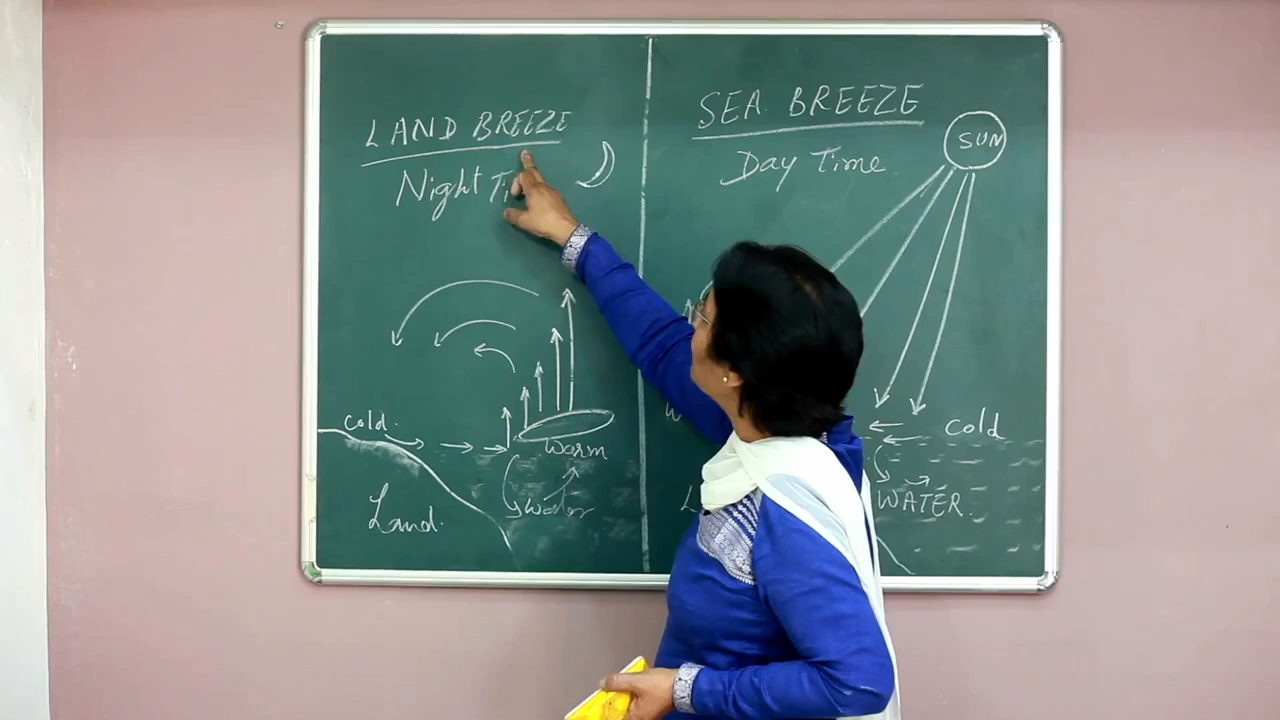 LAND BREEZE
Night Ti
cold.
warm
water
Land.
SEA BREEZE
Day Time
SUN
cold
WATER.